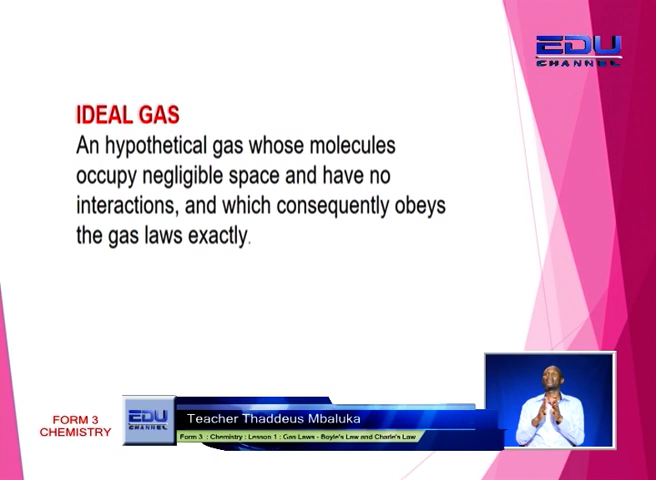 EDU
CHANNEL
IDEAL GAS
An hypothetical gas whose molecules
occupy negligible space and have no
interactions, and which consequently obeys
the gas laws exactly.
FORM 3
CHEMISTRY
EDU
CHANNEL
Teacher Thaddeus Mbaluka
Form 3 : Chemistry : Lesson 1 : Gas Laws - Boyle's Law and Charle's Law